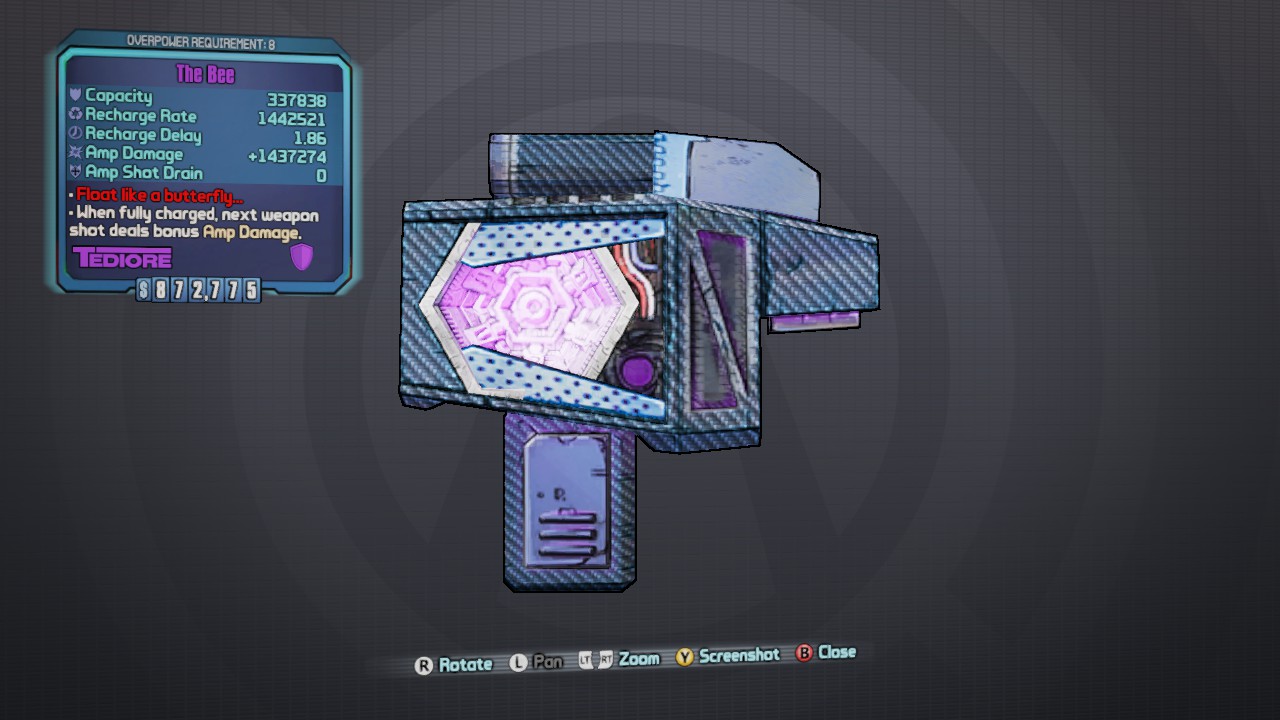 OVERPOWER REQUIREMENT: 8
The Bee
Capacity 337838
Recharge Rate 1442521
Recharge Delay 1.86
Amp Damage +1437274
Amp Shot Drain 0
• Float like a butterfly...
• When fully charged, next weapon
shot deals bonus Amp Damage.
TEDIORE
$872,775
R Rotate L Pan LT RT Zoom Y Screenshot B Close